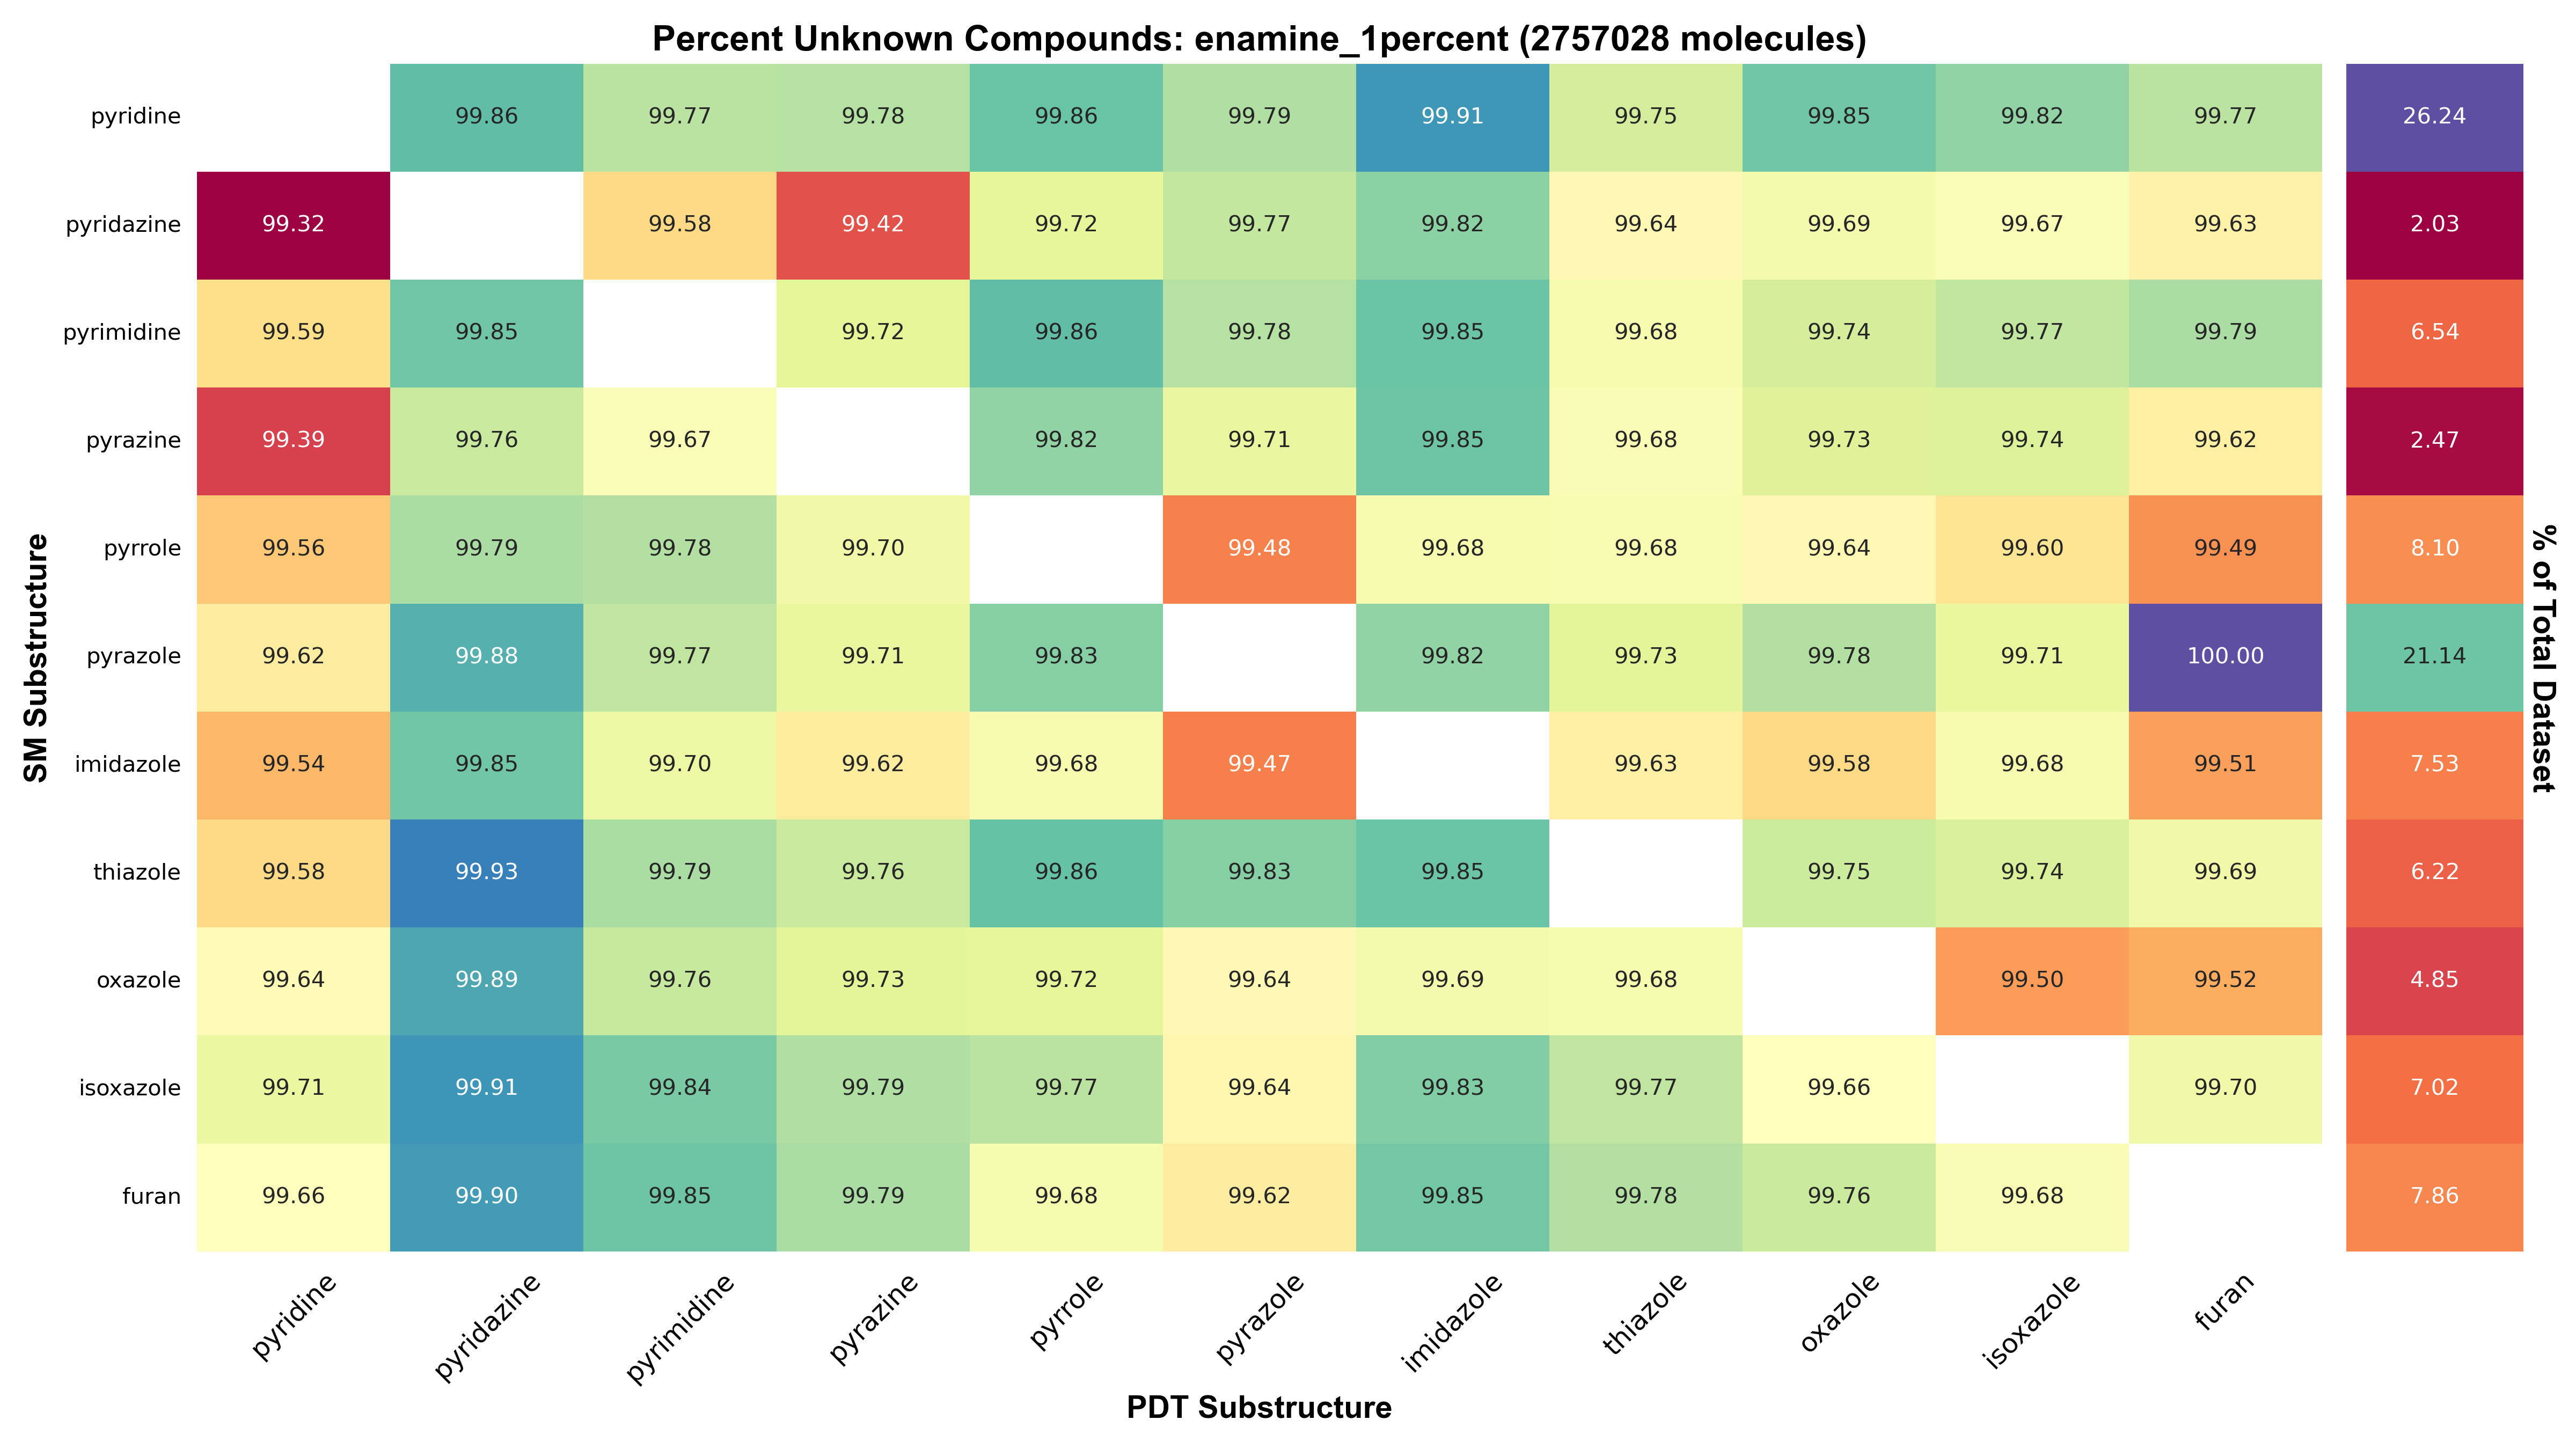 Percent Unknown Compounds: enamine_1percent (2757028 molecules)
pyridine 99.86 99.77 99.78 99.86 99.79 99.91 99.75 99.85 99.82 99.77 26.24
pyridazine 99.32 99.58 99.42 99.72 99.77 99.82 99.64 99.69 99.67 99.63 2.03
pyrimidine 99.59 99.85 99.72 99.86 99.78 99.85 99.68 99.74 99.77 99.79 6.54
pyrazine 99.39 99.76 99.67 99.82 99.71 99.85 99.68 99.73 99.74 99.62 2.47
pyrrole 99.56 99.79 99.78 99.70 99.48 99.68 99.68 99.64 99.60 99.49 8.10
pyrazole 99.62 99.88 99.77 99.71 99.83 99.82 99.73 99.78 99.71 100.00 21.14
imidazole 99.54 99.85 99.70 99.62 99.68 99.47 99.63 99.58 99.68 99.51 7.53
thiazole 99.58 99.93 99.79 99.76 99.86 99.83 99.85 99.75 99.74 99.69 6.22
oxazole 99.64 99.89 99.76 99.73 99.72 99.64 99.69 99.68 99.50 99.52 4.85
isoxazole 99.71 99.91 99.84 99.79 99.77 99.64 99.83 99.77 99.66 99.70 7.02
furan 99.66 99.90 99.85 99.79 99.68 99.62 99.85 99.78 99.76 99.68 7.86
SM Substructure
% of Total Dataset
pyridine pyridazine pyrimidine pyrazine pyrrole pyrazole imidazole thiazole oxazole isoxazole furan
PDT Substructure